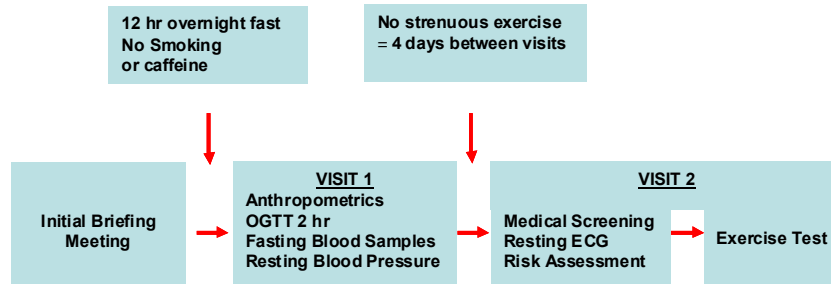 12 hr overnight fast
No Smoking
or caffeine
No strenuous exercise
= 4 days between visits
Initial Briefing
Meeting
VISIT 1
Anthropometrics
OGTT 2 hr
Fasting Blood Samples
Resting Blood Pressure
VISIT 2
Medical Screening
Resting ECG
Risk Assessment
Exercise Test